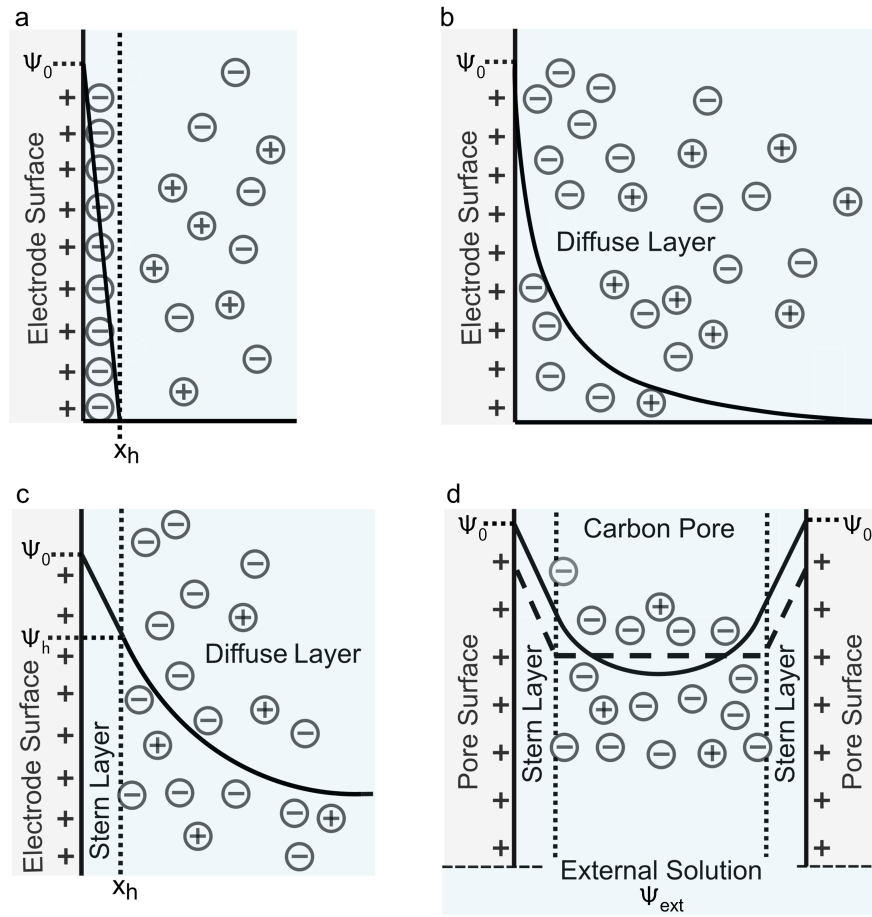 a
Ψ0
Electrode Surface
xh
b
Ψ0
Electrode Surface
Diffuse Layer
c
Ψ0
Ψh
Electrode Surface
Stern Layer
Diffuse Layer
xh
d
Ψ0
Carbon Pore
Ψ0
Pore Surface
Stern Layer
Stern Layer
Pore Surface
External Solution
Ψext